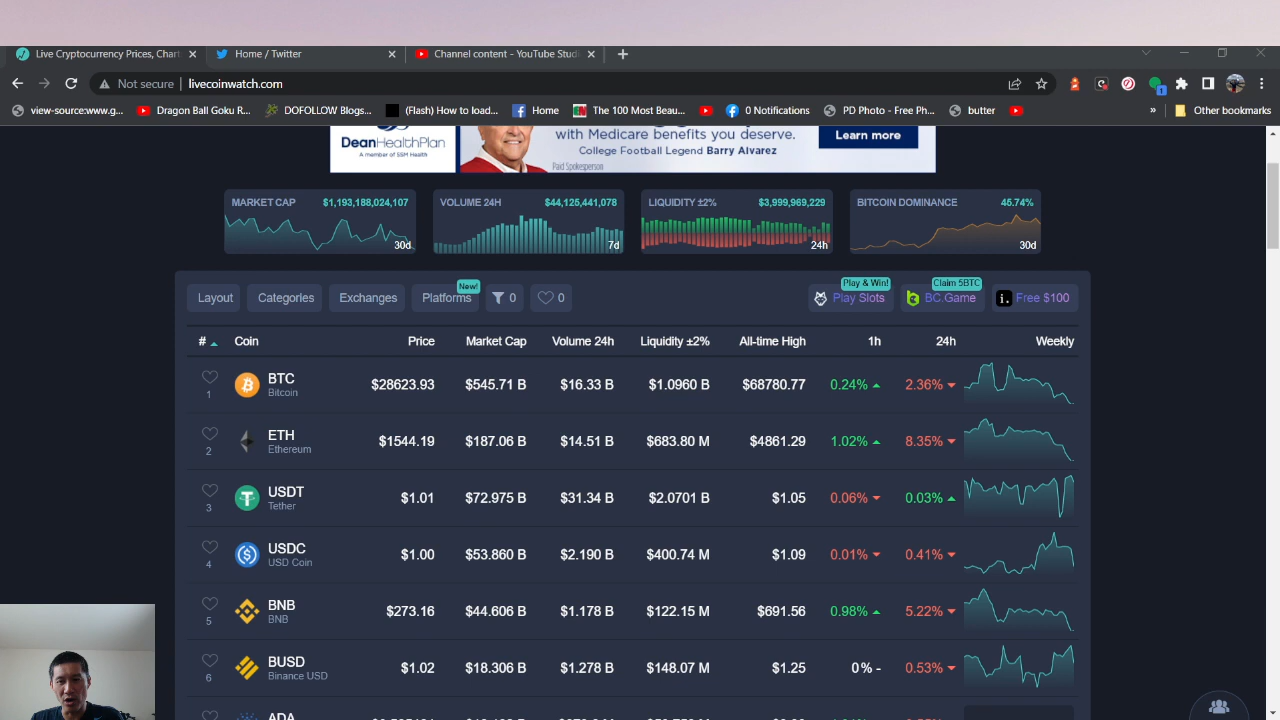 Live Cryptocurrency Prices, Chart
Home / Twitter
Channel content - YouTube Studi
Not secure
livecoinwatch.com
view-source:www.g...
Dragon Ball Goku R...
DOFOLLOW Blogs...
(Flash) How to load...
Home
The 100 Most Beau...
0 Notifications
PD Photo - Free Ph...
butter
»
Other bookmarks
DeanHealthPlan
A member of SSM Health
with Medicare benefits you deserve.
College Football Legend Barry Alvarez
Paid Spokesperson
Learn more
MARKET CAP $1,193,188,024,107
30d
VOLUME 24H $44,125,441,078
7d
LIQUIDITY ±2% $3,999,969,229
24h
BITCOIN DOMINANCE 45.74%
30d
Layout
Categories
Exchanges
New!
Platforms
0
0
Play & Win!
Play Slots
Claim 5BTC
BC.Game
Free $100
# Coin Price Market Cap Volume 24h Liquidity ±2% All-time High 1h 24h Weekly
1 BTC Bitcoin $28623.93 $545.71 B $16.33 B $1.0960 B $68780.77 0.24% 2.36%
2 ETH Ethereum $1544.19 $187.06 B $14.51 B $683.80 M $4861.29 1.02% 8.35%
3 USDT Tether $1.01 $72.975 B $31.34 B $2.0701 B $1.05 0.06% 0.03%
4 USDC USD Coin $1.00 $53.860 B $2.190 B $400.74 M $1.09 0.01% 0.41%
5 BNB BNB $273.16 $44.606 B $1.178 B $122.15 M $691.56 0.98% 5.22%
6 BUSD Binance USD $1.02 $18.306 B $1.278 B $148.07 M $1.25 0% - 0.53%
ADA